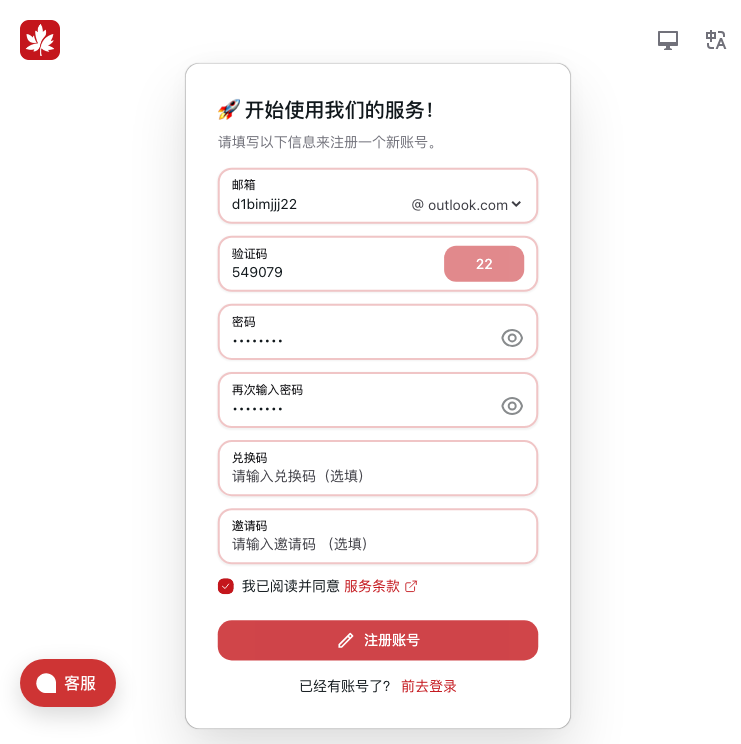 🚀 开始使用我们的服务！
请填写以下信息来注册一个新账号。
邮箱
d1bimjjj22 @ outlook.com
验证码
549079 22
密码
••••••••
再次输入密码
••••••••
兑换码
请输入兑换码（选填）
邀请码
请输入邀请码 （选填）
我已阅读并同意 服务条款
注册账号
已经有账号了？ 前去登录
客服